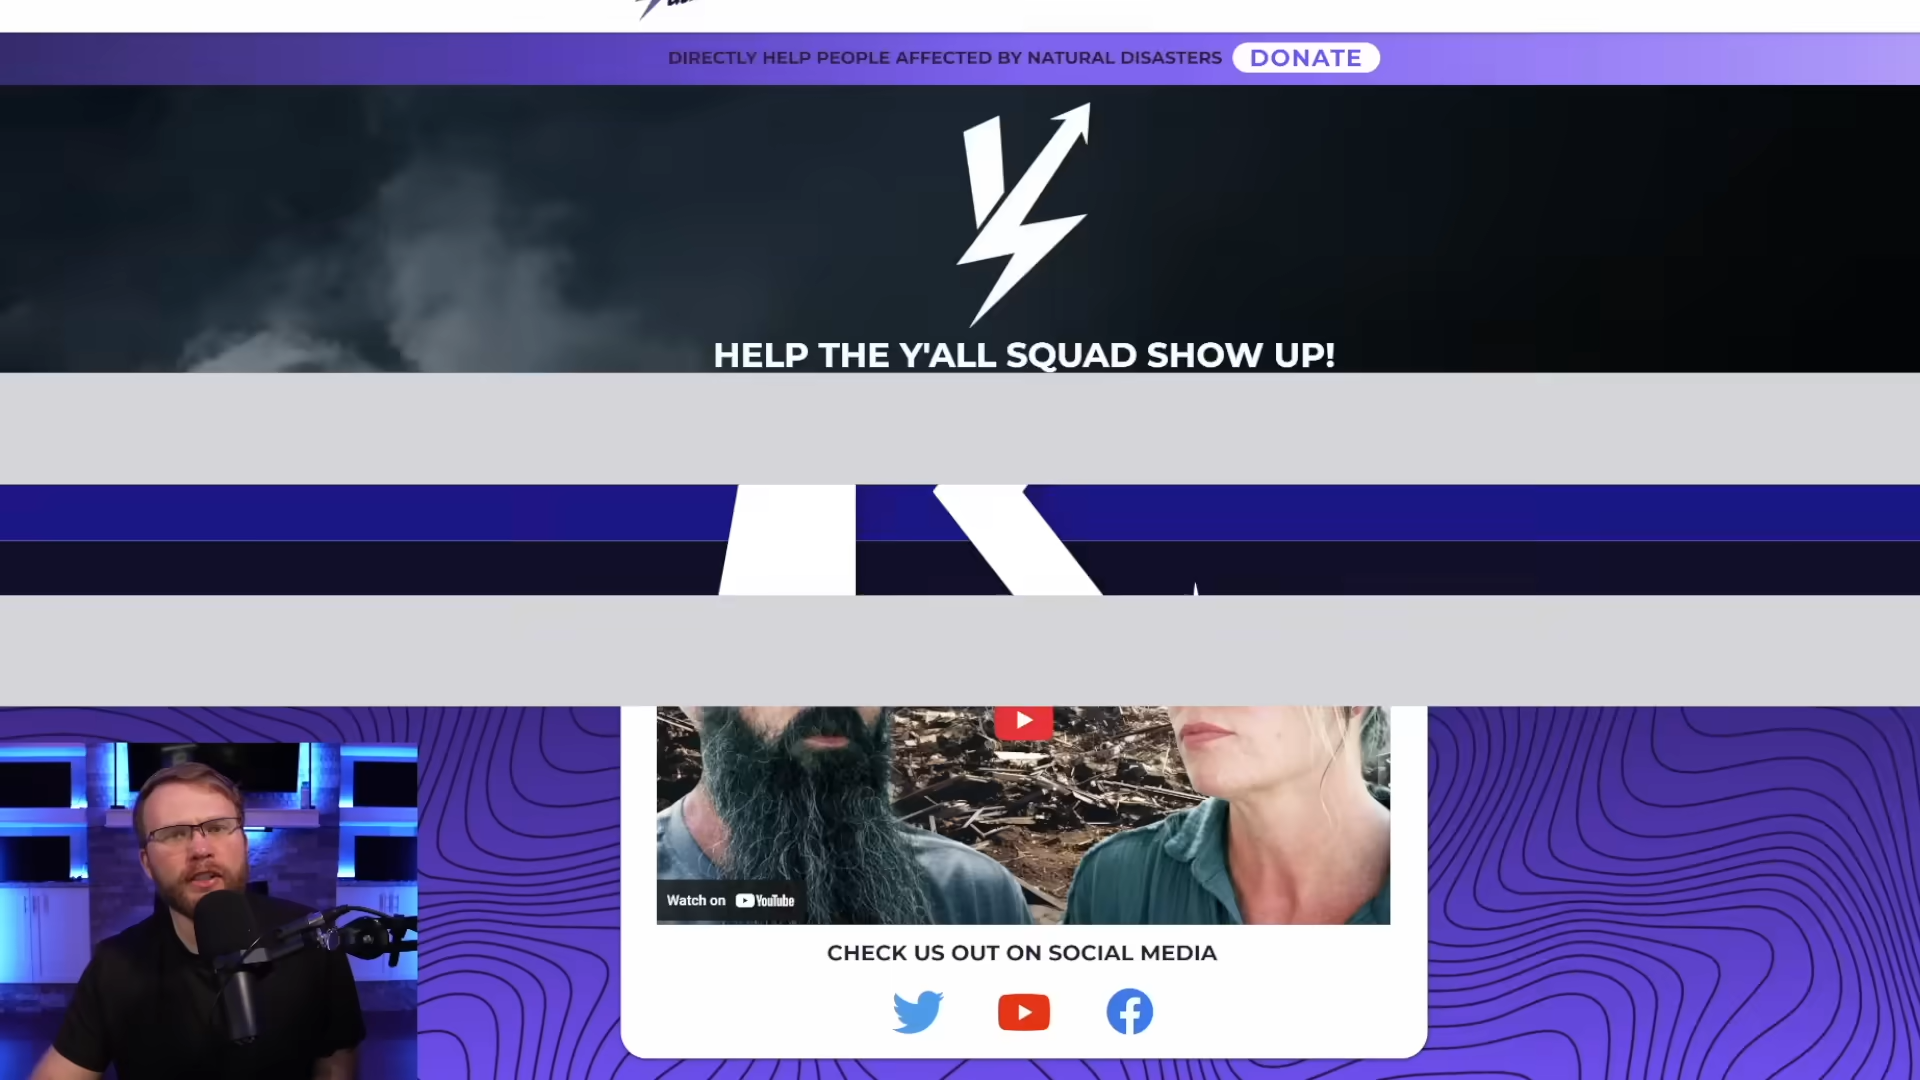 DIRECTLY HELP PEOPLE AFFECTED BY NATURAL DISASTERS DONATE
HELP THE Y'ALL SQUAD SHOW UP!
Watch on YouTube
CHECK US OUT ON SOCIAL MEDIA